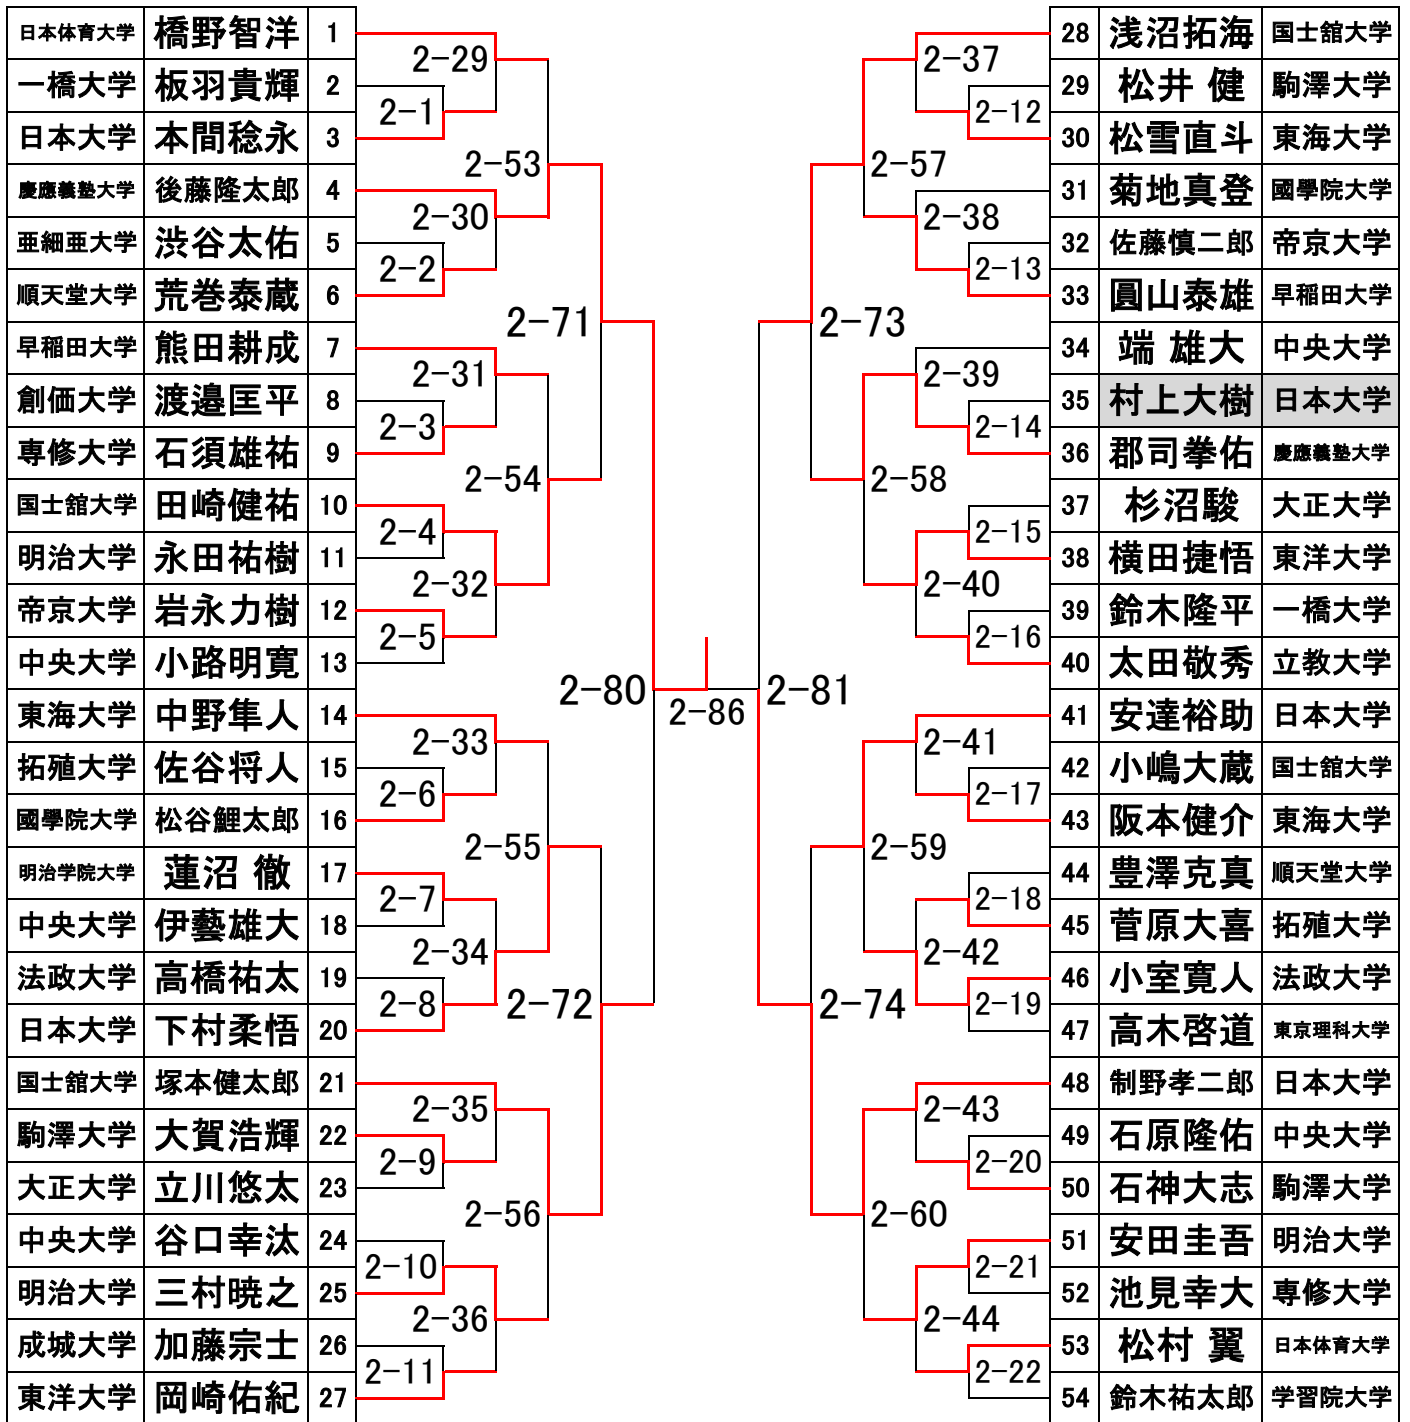 日本体育大学 橋野智洋 1
一橋大学 板羽貴輝 2
日本大学 本間稔永 3
慶應義塾大学 後藤隆太郎 4
亜細亜大学 渋谷太佑 5
順天堂大学 荒巻泰蔵 6
早稲田大学 熊田耕成 7
創価大学 渡邉匡平 8
専修大学 石須雄祐 9
国士舘大学 田崎健祐 10
明治大学 永田祐樹 11
帝京大学 岩永力樹 12
中央大学 小路明寛 13
東海大学 中野隼人 14
拓殖大学 佐谷将人 15
國學院大学 松谷鯉太郎 16
明治学院大学 蓮沼 徹 17
中央大学 伊藝雄大 18
法政大学 高橋祐太 19
日本大学 下村柔悟 20
国士舘大学 塚本健太郎 21
駒澤大学 大賀浩輝 22
大正大学 立川悠太 23
中央大学 谷口幸汰 24
明治大学 三村暁之 25
成城大学 加藤宗士 26
東洋大学 岡崎佑紀 27
2-29
2-1
2-53
2-30
2-2
2-71
2-31
2-3
2-54
2-4
2-32
2-5
2-80
2-33
2-6
2-55
2-7
2-34
2-8
2-72
2-35
2-9
2-56
2-10
2-36
2-11
2-86
2-37
2-12
2-57
2-38
2-13
2-73
2-39
2-14
2-58
2-15
2-40
2-16
2-81
2-41
2-17
2-59
2-18
2-42
2-19
2-74
2-43
2-20
2-60
2-21
2-44
2-22
28 浅沼拓海 国士舘大学
29 松井 健 駒澤大学
30 松雪直斗 東海大学
31 菊地真登 國學院大学
32 佐藤慎二郎 帝京大学
33 圓山泰雄 早稲田大学
34 端 雄大 中央大学
35 村上大樹 日本大学
36 郡司拳佑 慶應義塾大学
37 杉沼駿 大正大学
38 横田捷悟 東洋大学
39 鈴木隆平 一橋大学
40 太田敬秀 立教大学
41 安達裕助 日本大学
42 小嶋大蔵 国士舘大学
43 阪本健介 東海大学
44 豊澤克真 順天堂大学
45 菅原大喜 拓殖大学
46 小室寛人 法政大学
47 高木啓道 東京理科大学
48 制野孝二郎 日本大学
49 石原隆佑 中央大学
50 石神大志 駒澤大学
51 安田圭吾 明治大学
52 池見幸大 専修大学
53 松村 翼 日本体育大学
54 鈴木祐太郎 学習院大学